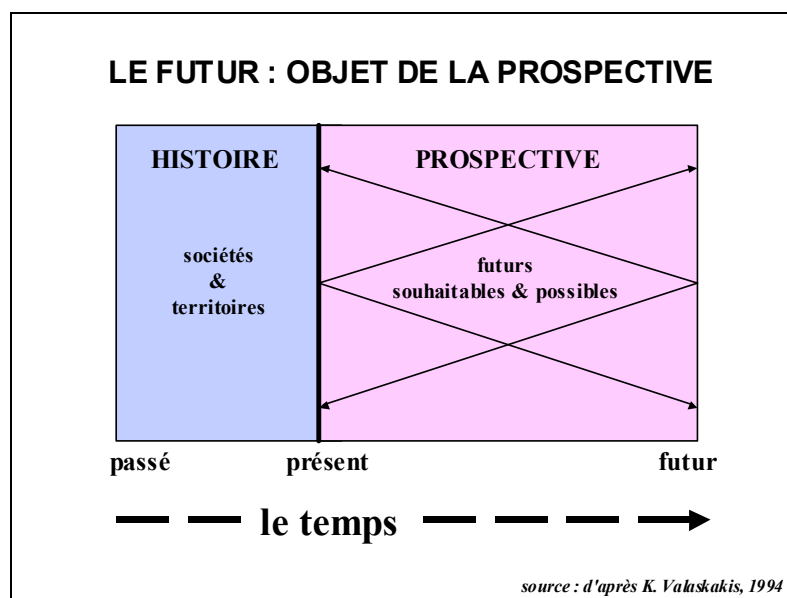 LE FUTUR : OBJET DE LA PROSPECTIVE
HISTOIRE
PROSPECTIVE
sociétés
&
territoires
futurs
souhaitables & possibles
passé
présent
futur
le temps
source : d'après K. Valaskakis, 1994